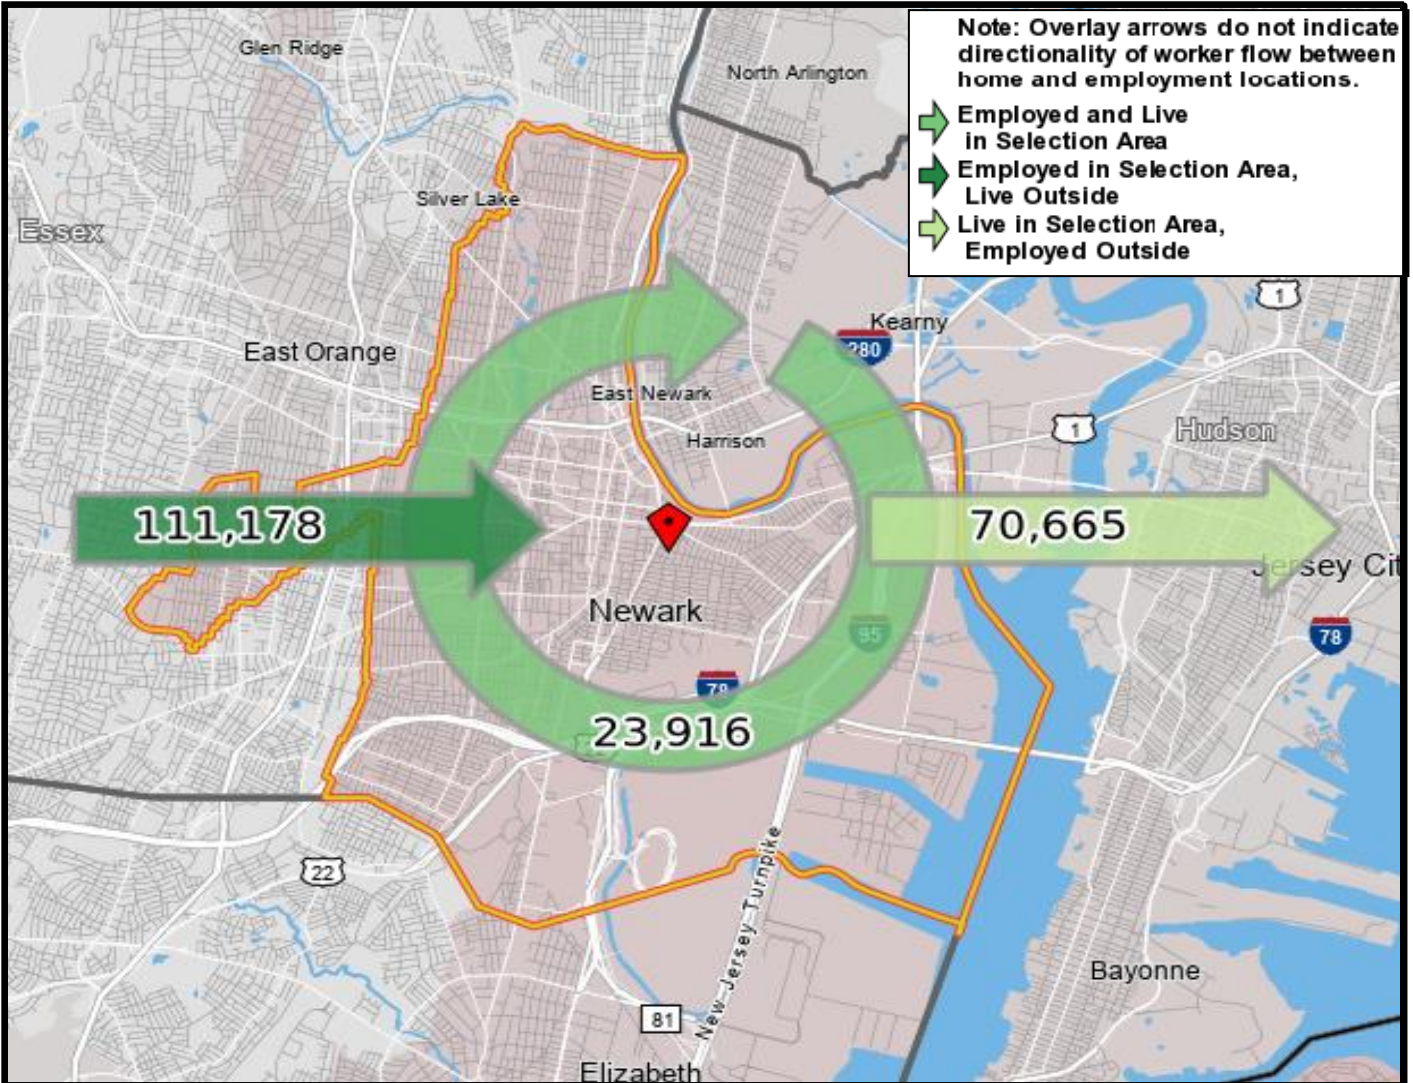 Note: Overlay arrows do not indicate
directionality of worker flow between
home and employment locations.
Employed and Live
in Selection Area
Employed in Selection Area,
Live Outside
Live in Selection Area,
Employed Outside
Glen Ridge
North Arlington
Silver Lake
Essex
1
Kearny
280
East Orange
East Newark
1
Hudson
Harrison
111,178
70,665
Jersey Cit
Newark
95
78
78
23,916
22
New Jersey Turnpike
Bayonne
81
Elizabeth